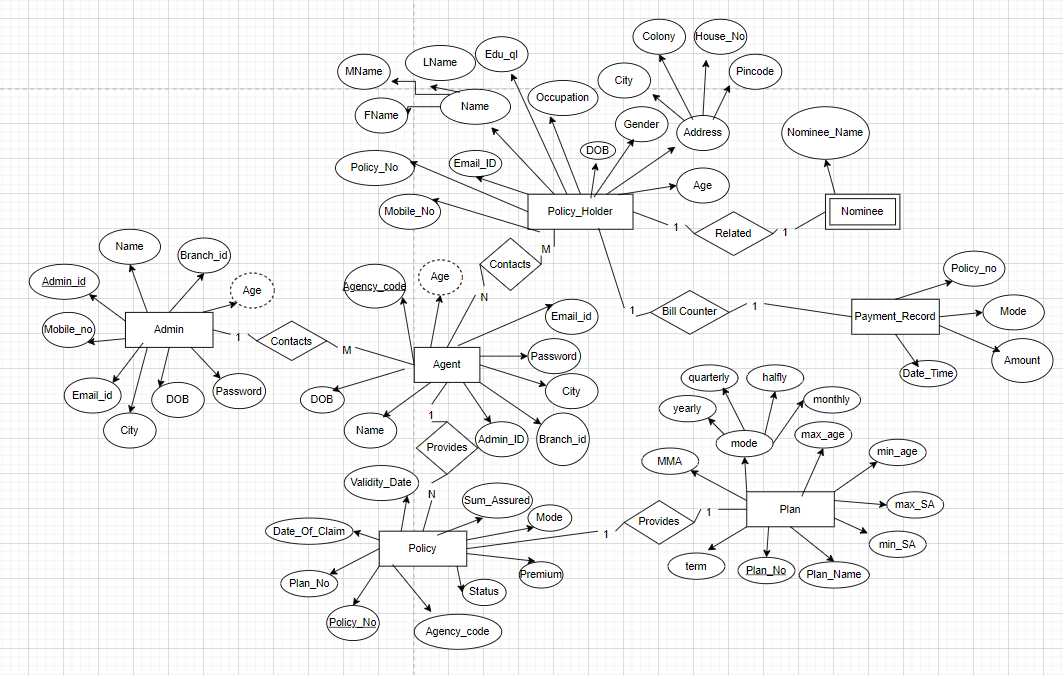 Colony
House_No
LName
Edu_ql
MName
Pincode
City
Occupation
Name
FName
Gender
Address
Nominee_Name
DOB
Policy_No
Email_ID
Age
Mobile_No
Policy_Holder
Nominee
1
Related
1
Name
Branch_id
M
Contacts
Policy_no
Admin_id
Age
Agency_code
Age
N
Email_id
1
Bill Counter
1
Mode
Payment_Record
Mobile_no
Admin
1
Contacts
M
Password
Amount
Agent
Date_Time
quarterly
halfly
Email_id
DOB
Password
DOB
City
monthly
yearly
City
1
Name
Admin_ID
Branch_id
mode
max_age
Provides
min_age
MMA
Validity_Date
N
Sum_Assured
max_SA
Plan
1
Provides
Mode
Date_Of_Claim
1
Policy
min_SA
term
Plan_No
Plan_Name
Premium
Plan_No
Status
Policy_No
Agency_code